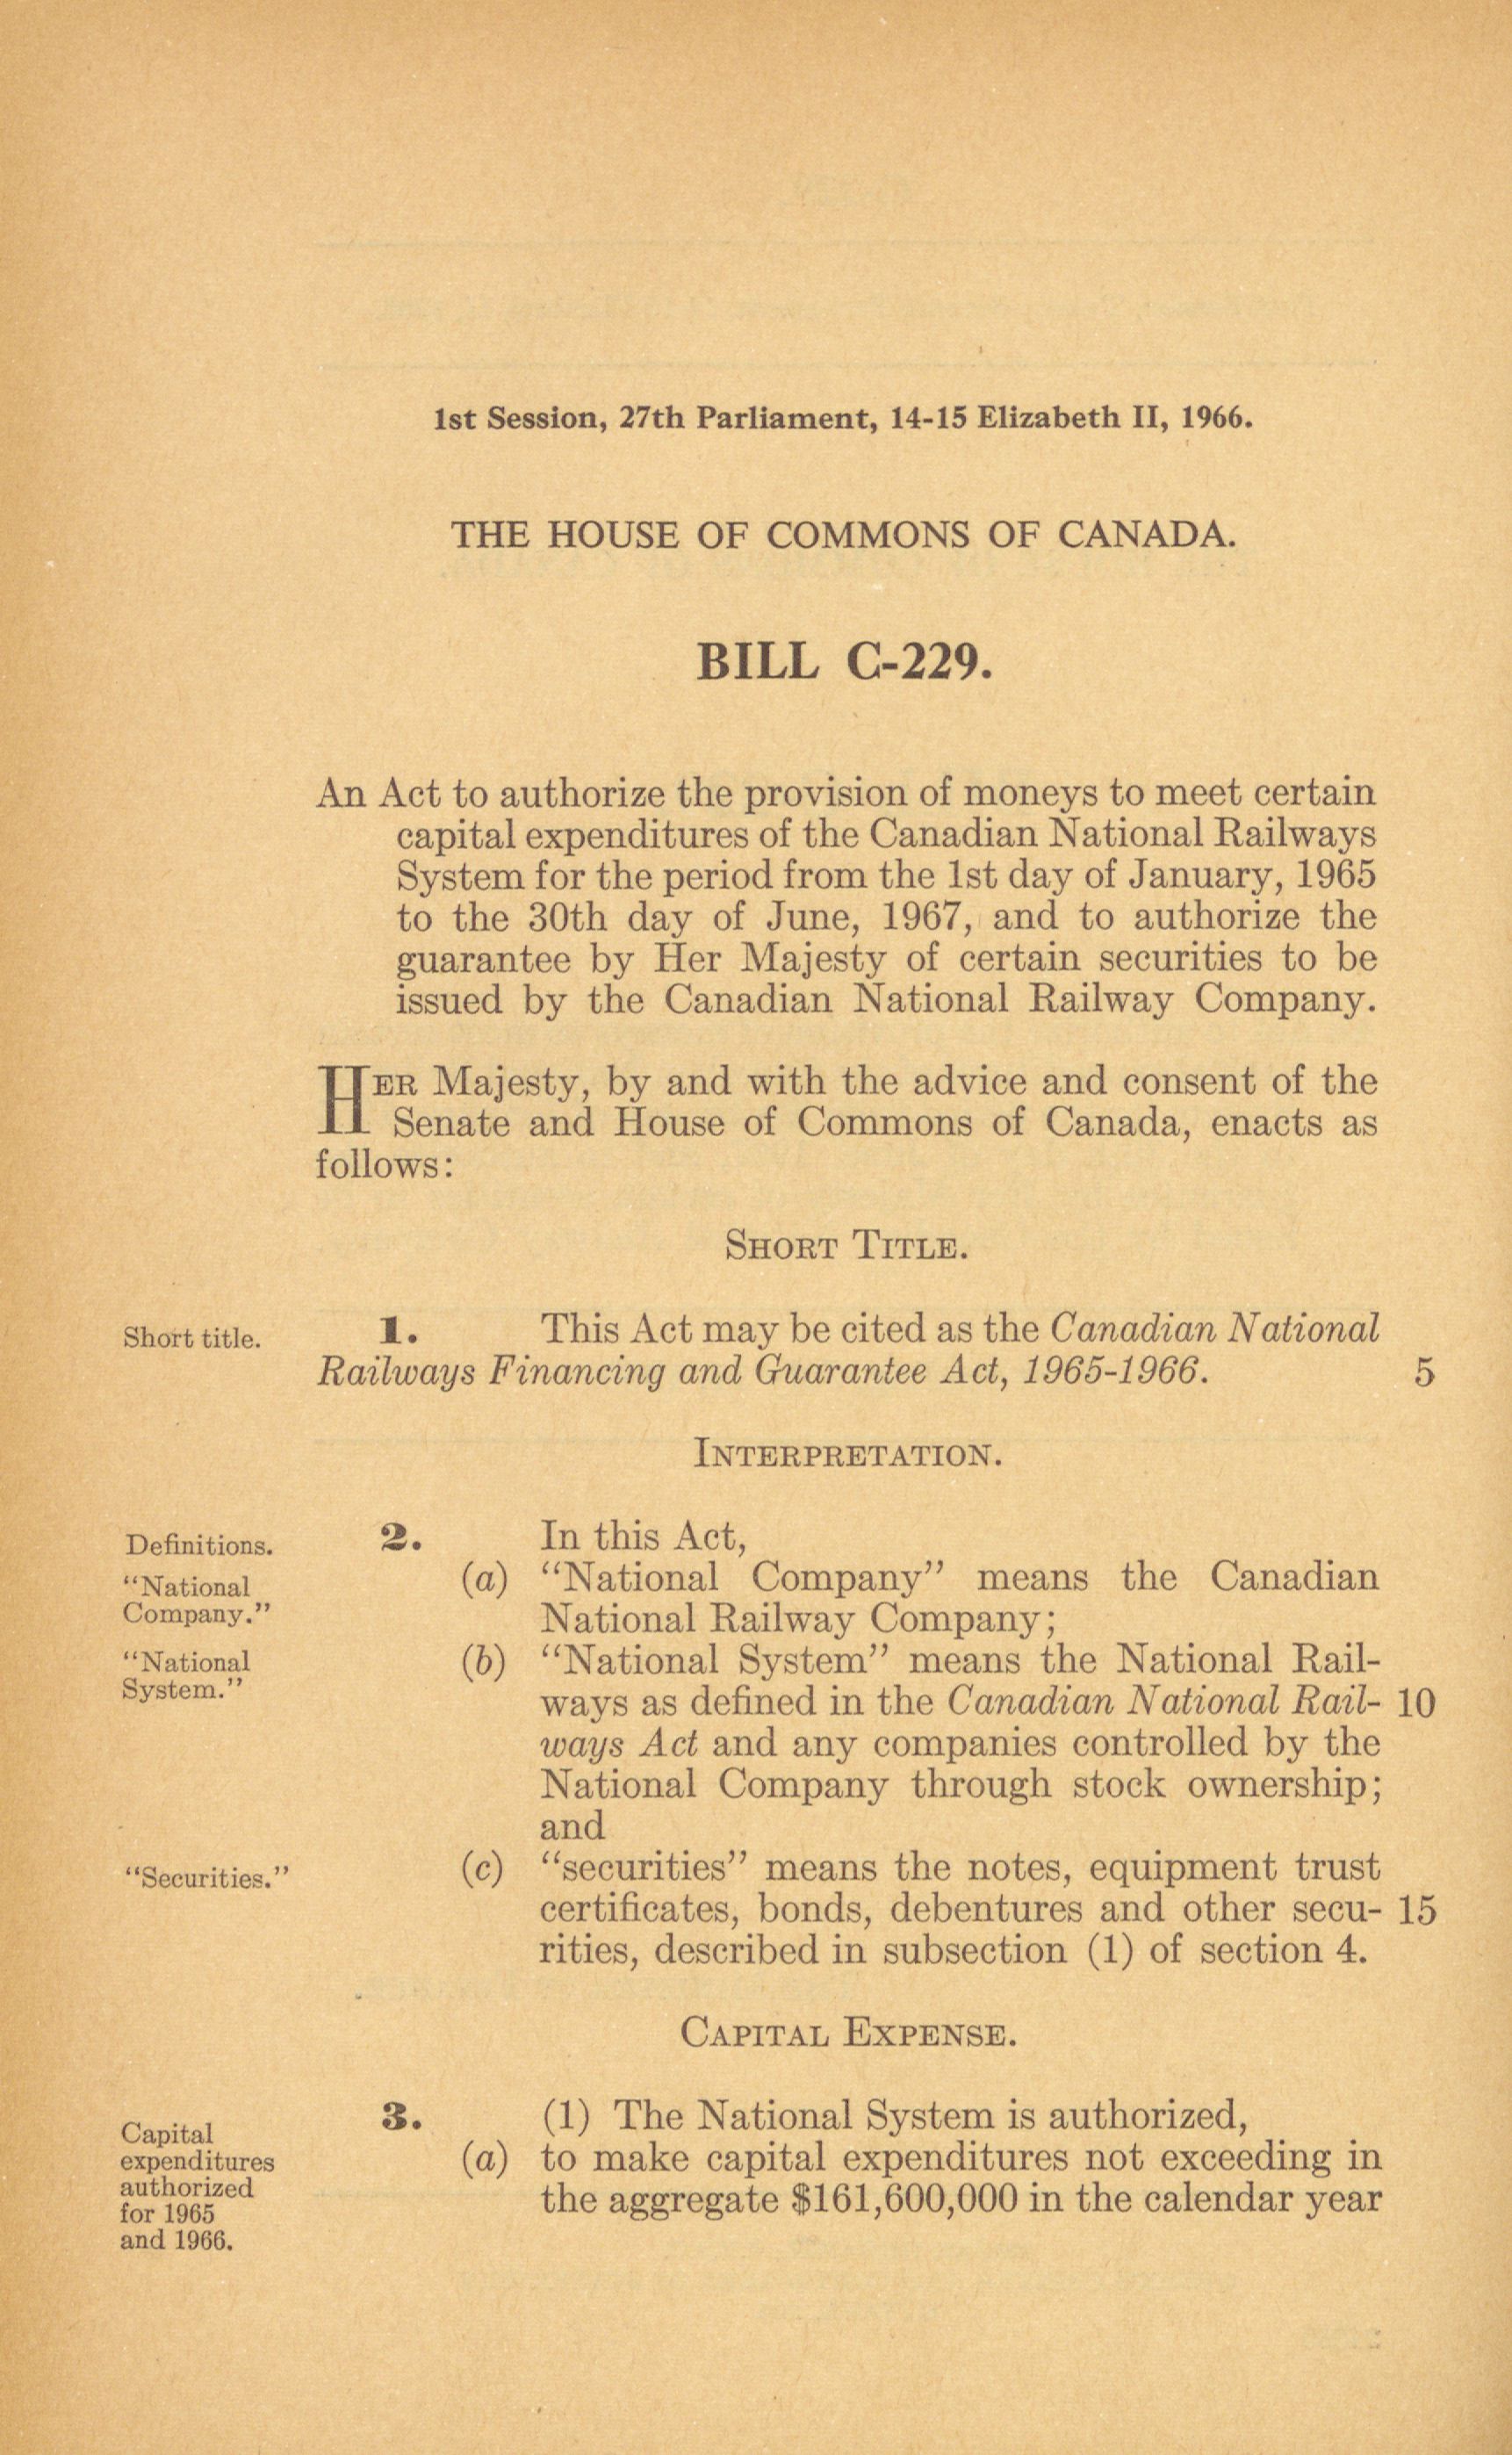 1st Session, 27th Parliament, 14-15 Elizabeth II, 1966.
THE HOUSE OF COMMONS OF CANADA.
BILL C-229.
An Act to authorize the provision of moneys to meet certain
capital expenditures of the Canadian National Railways
System for the period from the 1st day of January, 1965
to the 30th day of June, 1967, and to authorize the
guarantee by Her Majesty of certain securities to be
issued by the Canadian National Railway Company.
HER Majesty, by and with the advice and consent of the
Senate and House of Commons of Canada, enacts as
follows:
SHORT TITLE.
Short title.
1. This Act may be cited as the Canadian National
Railways Financing and Guarantee Act, 1965-1966. 5
INTERPRETATION.
Definitions.
2. In this Act,
"National
Company."
(a) "National Company" means the Canadian
National Railway Company;
"National
System."
(b) "National System" means the National Rail-
ways as defined in the Canadian National Rail- 10
ways Act and any companies controlled by the
National Company through stock ownership;
and
"Securities."
(c) "securities" means the notes, equipment trust
certificates, bonds, debentures and other secu- 15
rities, described in subsection (1) of section 4.
CAPITAL EXPENSE.
Capital
expenditures
authorized
for 1965
and 1966.
3. (1) The National System is authorized,
(a) to make capital expenditures not exceeding in
the aggregate $161,600,000 in the calendar year